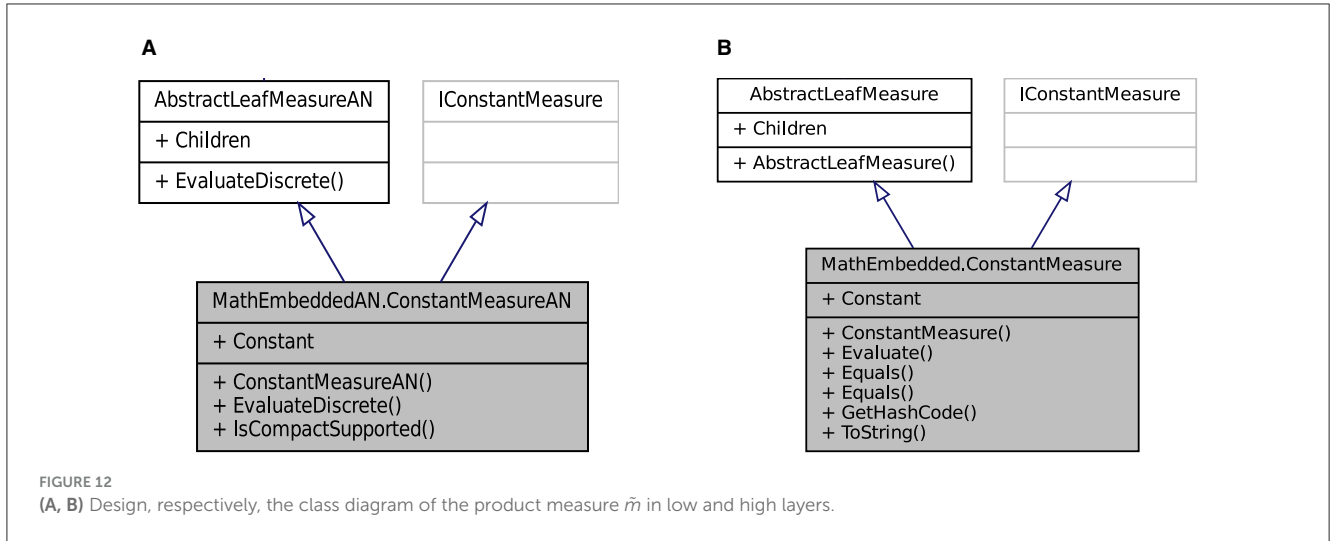 A
AbstractLeafMeasureAN
+ Children
+ EvaluateDiscrete()
IConstantMeasure
MathEmbeddedAN.ConstantMeasureAN
+ Constant
+ ConstantMeasureAN()
+ EvaluateDiscrete()
+ IsCompactSupported()
B
AbstractLeafMeasure
+ Children
+ AbstractLeafMeasure()
IConstantMeasure
MathEmbedded.ConstantMeasure
+ Constant
+ ConstantMeasure()
+ Evaluate()
+ Equals()
+ Equals()
+ GetHashCode()
+ ToString()
FIGURE 12
(A, B) Design, respectively, the class diagram of the product measure m̃ in low and high layers.